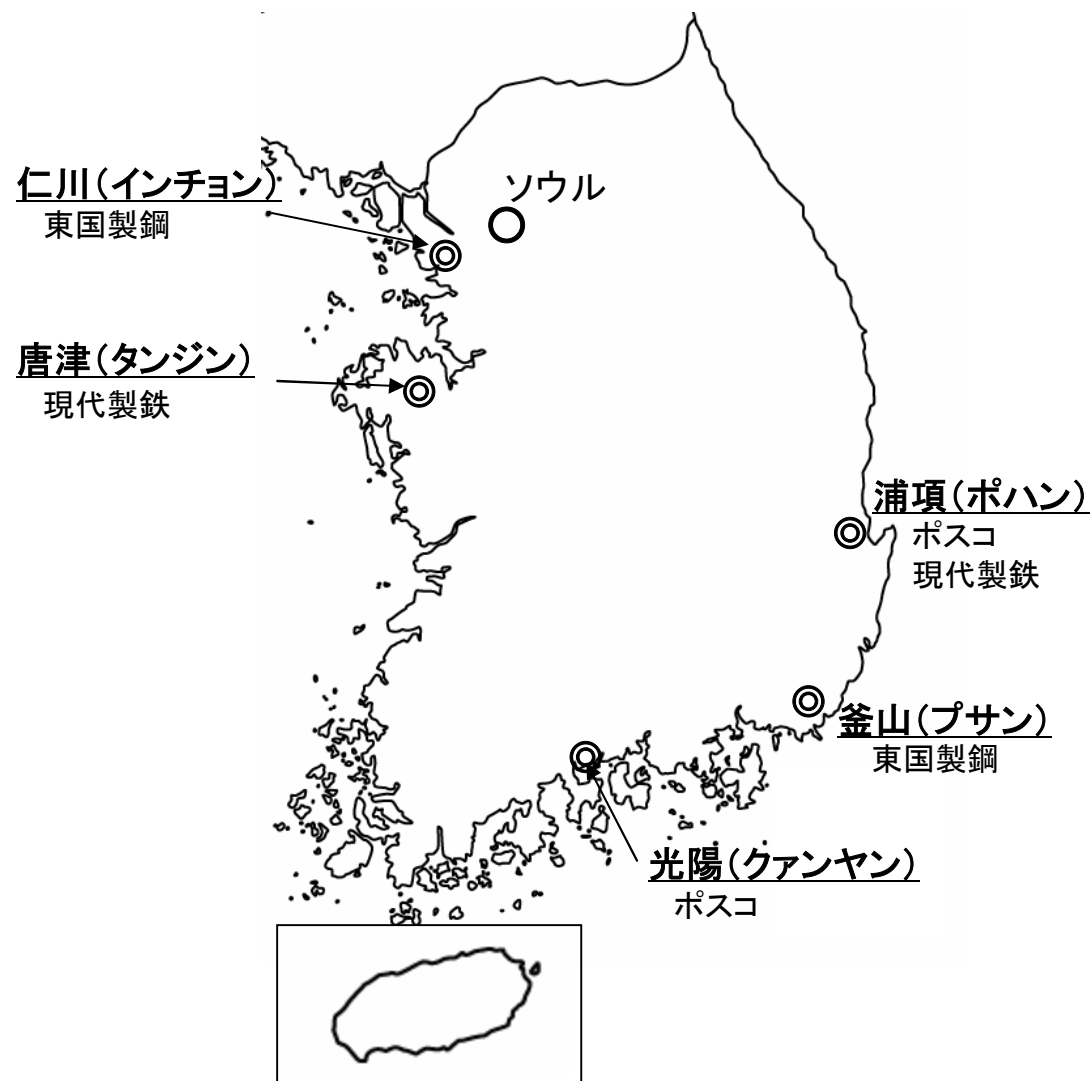 ソウル
仁川(インチョン)
東国製鋼
唐津(タンジン)
現代製鉄
浦項(ポハン)
ポスコ
現代製鉄
釜山(プサン)
東国製鋼
光陽(クァンヤン)
ポスコ